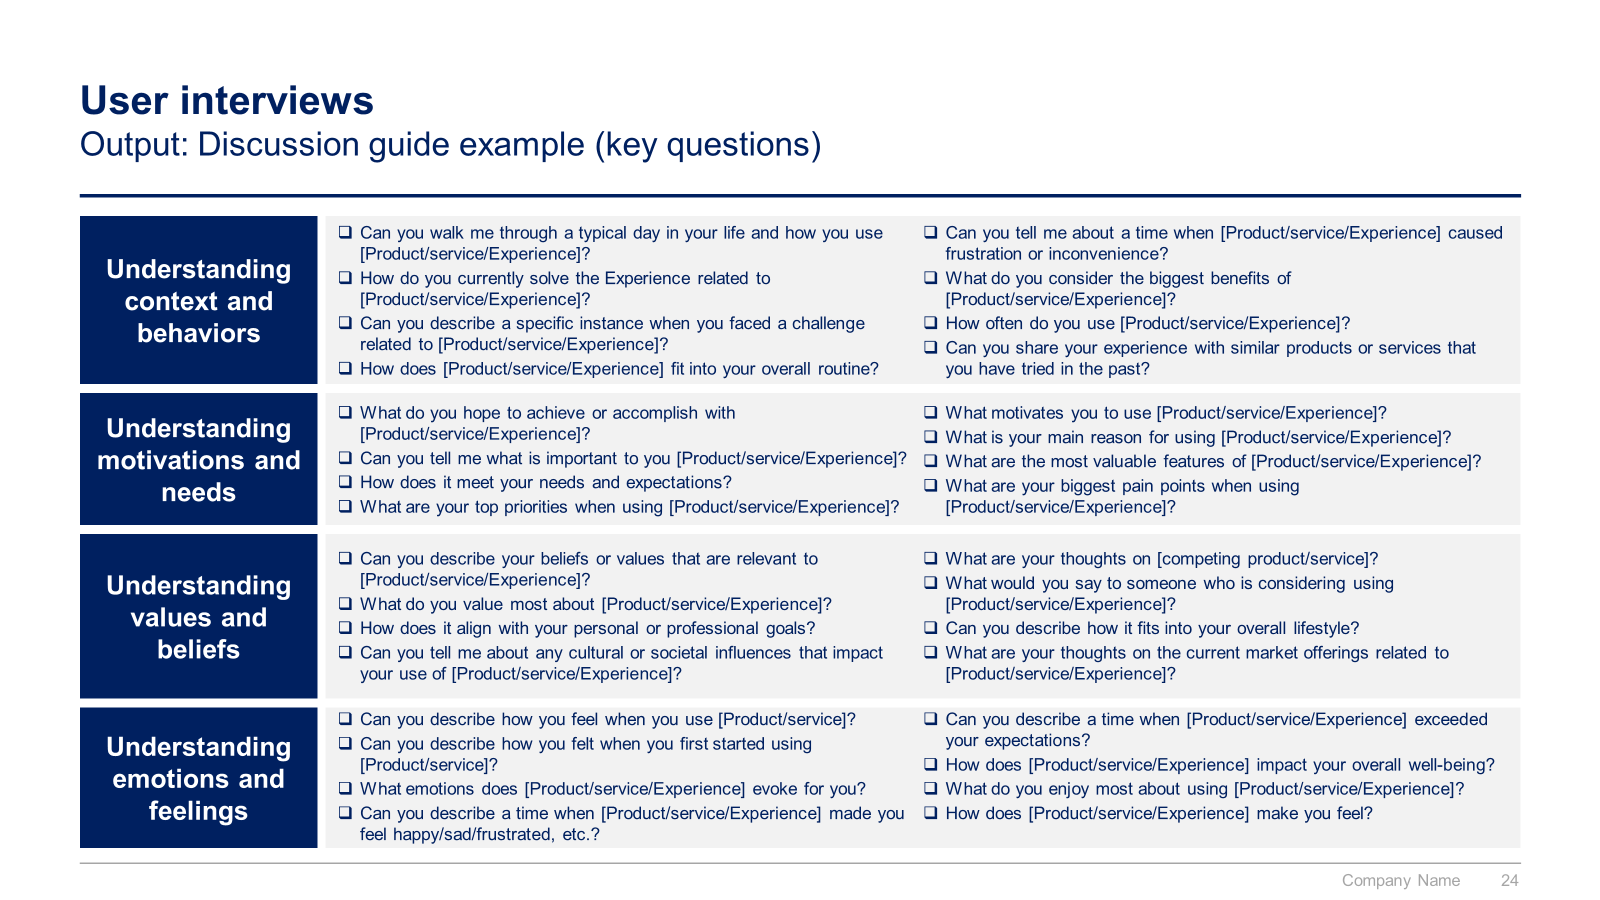 User interviews
Output: Discussion guide example (key questions)
Understanding
context and
behaviors
❑ Can you walk me through a typical day in your life and how you use
[Product/service/Experience]?
❑ How do you currently solve the Experience related to
[Product/service/Experience]?
❑ Can you describe a specific instance when you faced a challenge
related to [Product/service/Experience]?
❑ How does [Product/service/Experience] fit into your overall routine?
❑ Can you tell me about a time when [Product/service/Experience] caused
frustration or inconvenience?
❑ What do you consider the biggest benefits of
[Product/service/Experience]?
❑ How often do you use [Product/service/Experience]?
❑ Can you share your experience with similar products or services that
you have tried in the past?
Understanding
motivations and
needs
❑ What do you hope to achieve or accomplish with
[Product/service/Experience]?
❑ Can you tell me what is important to you [Product/service/Experience]?
❑ How does it meet your needs and expectations?
❑ What are your top priorities when using [Product/service/Experience]?
❑ What motivates you to use [Product/service/Experience]?
❑ What is your main reason for using [Product/service/Experience]?
❑ What are the most valuable features of [Product/service/Experience]?
❑ What are your biggest pain points when using
[Product/service/Experience]?
Understanding
values and
beliefs
❑ Can you describe your beliefs or values that are relevant to
[Product/service/Experience]?
❑ What do you value most about [Product/service/Experience]?
❑ How does it align with your personal or professional goals?
❑ Can you tell me about any cultural or societal influences that impact
your use of [Product/service/Experience]?
❑ What are your thoughts on [competing product/service]?
❑ What would you say to someone who is considering using
[Product/service/Experience]?
❑ Can you describe how it fits into your overall lifestyle?
❑ What are your thoughts on the current market offerings related to
[Product/service/Experience]?
Understanding
emotions and
feelings
❑ Can you describe how you feel when you use [Product/service]?
❑ Can you describe how you felt when you first started using
[Product/service]?
❑ What emotions does [Product/service/Experience] evoke for you?
❑ Can you describe a time when [Product/service/Experience] made you
feel happy/sad/frustrated, etc.?
❑ Can you describe a time when [Product/service/Experience] exceeded
your expectations?
❑ How does [Product/service/Experience] impact your overall well-being?
❑ What do you enjoy most about using [Product/service/Experience]?
❑ How does [Product/service/Experience] make you feel?
Company Name 24